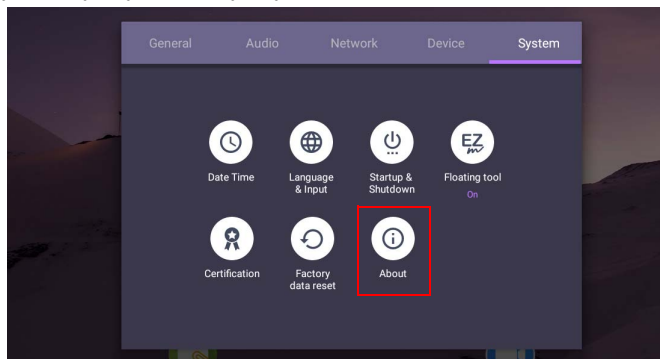 General Audio Network Device System
EZ
Date Time Language
& Input Startup &
Shutdown Floating tool
On
Certification Factory
data reset About